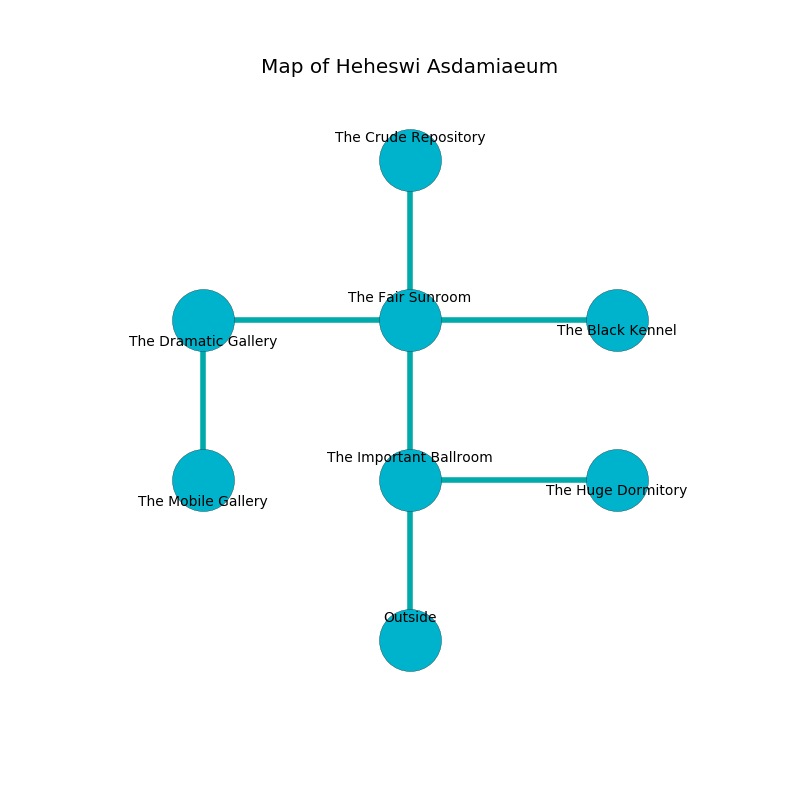 Map of Heheswi Asdamiaeum
The Crude Repository
The Fair Sunroom
The Dramatic Gallery
The Black Kennel
The Important Ballroom
The Mobile Gallery
The Huge Dormitory
Outside